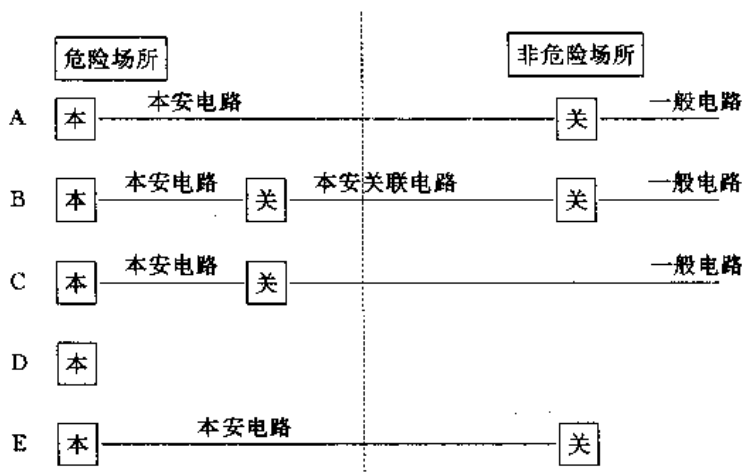 危险场所 非危险场所
A 本 本安电路 关 一般电路
B 本 本安电路 关 本安关联电路 关 一般电路
C 本 本安电路 关 一般电路
D 本
E 本 本安电路 关